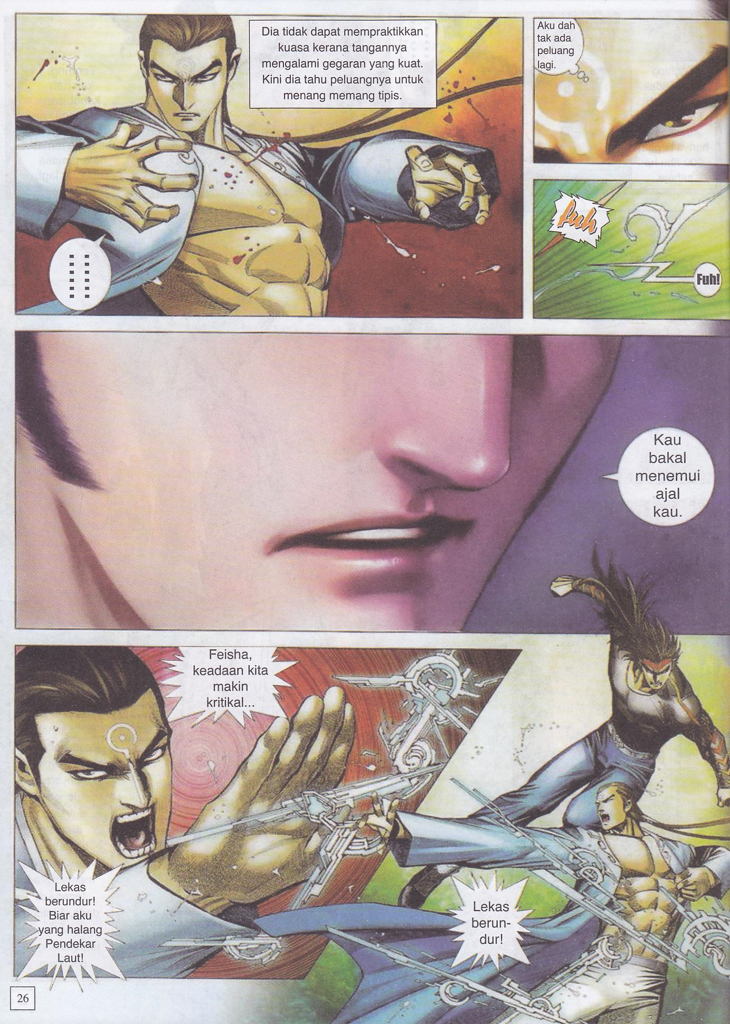 Dia tidak dapat mempraktikkan
kuasa kerana tangannya
mengalami gegaran yang kuat.
Kini dia tahu peluangnya untuk
menang memang tipis.
Aku dah
tak ada
peluang
lagi.
fuh
Fuh!
Kau
bakal
menemui
ajal
kau.
Feisha,
keadaan kita
makin
kritikal...
Lekas
berundur!
Biar aku
yang halang
Pendekar
Laut!
Lekas
berun-
dur!
26